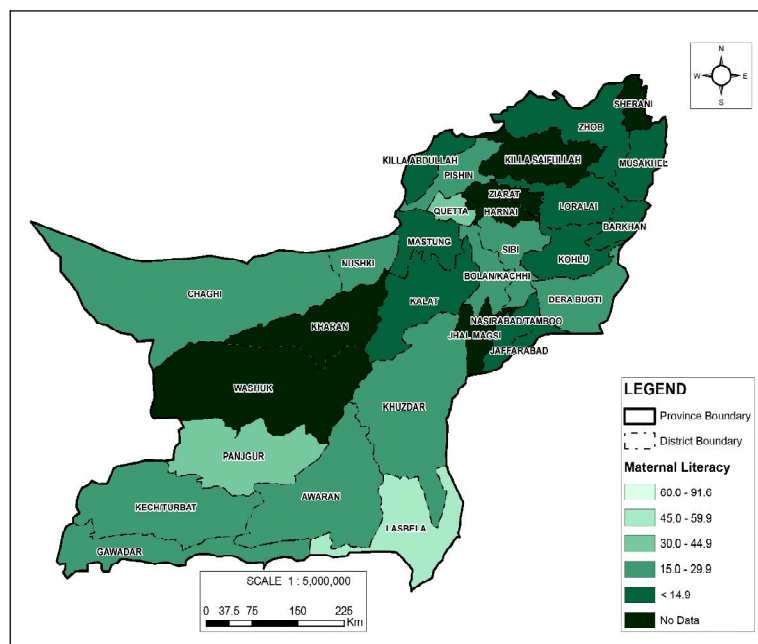 N
W E
S
SHERANI
ZHOB
KILLA ABDULLAH
KILLA SAIFULLAH
MUSAKHEL
PISHIN
ZIARAT
QUETTA
HARNAI
LORALAI
BARKHAN
MASTUNG
SIBI
KOHLU
NUSHKI
BOLAN/KACHHI
CHAGHI
KALAT
DERA BUGTI
NASIRABAD/TAMBOO
KHARAN
JHAL MAGSI
JAFFARABAD
WASHUK
KHUZDAR
PANJGUR
AWARAN
KECH/TURBAT
LASBELA
GAWADAR
SCALE 1 : 5,000,000
0 37.5 75 150 225
Km
LEGEND
Province Boundary
District Boundary
Maternal Literacy
60.0 - 91.6
45.0 - 59.9
30.0 - 44.9
15.0 - 29.9
< 14.9
No Data